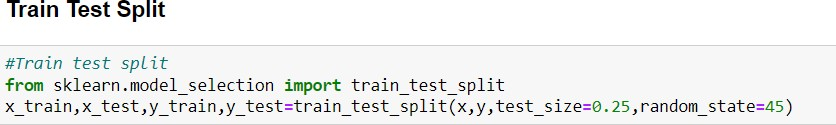 Train Test Split
#Train test split
from sklearn.model_selection import train_test_split
x_train,x_test,y_train,y_test=train_test_split(x,y,test_size=0.25,random_state=45)